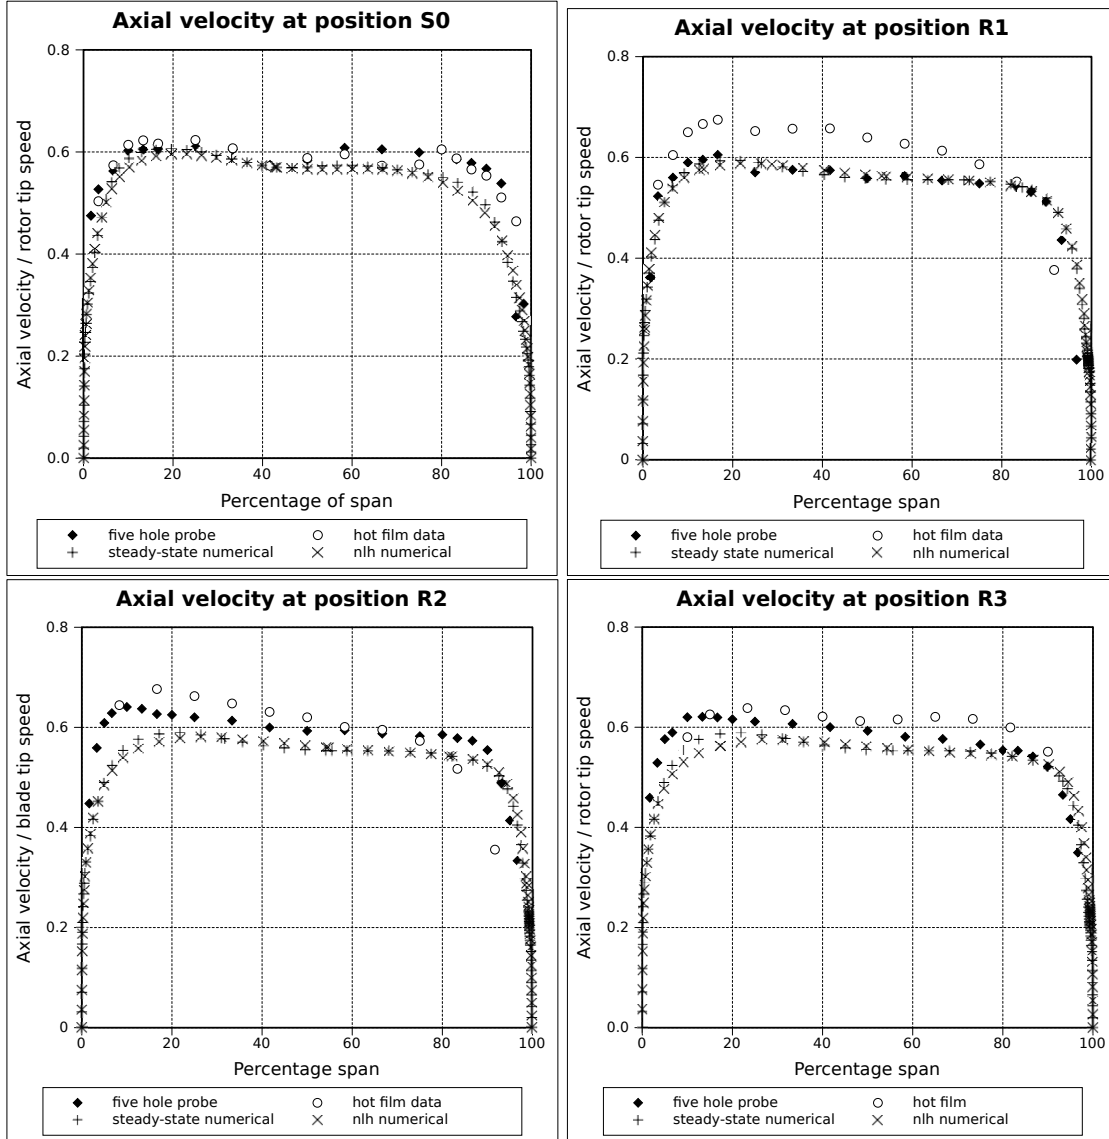 Axial velocity at position S0
0.8
0.6
0.4
0.2
0.0
Axial velocity / rotor tip speed
0 20 40 60 80 100
Percentage of span
five hole probe hot film data
steady-state numerical nlh numerical
Axial velocity at position R1
0.8
0.6
0.4
0.2
0
Axial velocity / rotor tip speed
0 20 40 60 80 100
Percentage span
five hole probe hot film data
steady state numerical nlh numerical
Axial velocity at position R2
0.8
0.6
0.4
0.2
0
Axial velocity / blade tip speed
0 20 40 60 80 100
Percentage span
five hole probe hot film data
steady-state numerical nlh numerical
Axial velocity at position R3
0.8
0.6
0.4
0.2
0.0
Axial velocity / rotor tip speed
0 20 40 60 80 100
Percentage span
five hole probe hot film
steady-state numerical nlh numerical